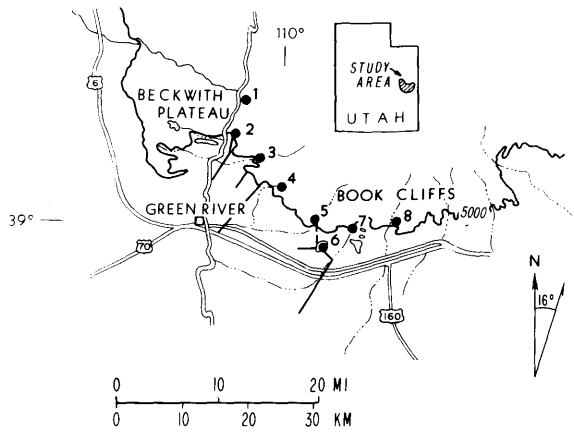 110°
6
STUDY
AREA
UTAH
BECKWITH
PLATEAU
1
2
3
4
BOOK CLIFFS
GREEN RIVER
5
7
8
5000
39°
6
70
N
16°
160
0 10 20 MI
0 10 20 30 KM